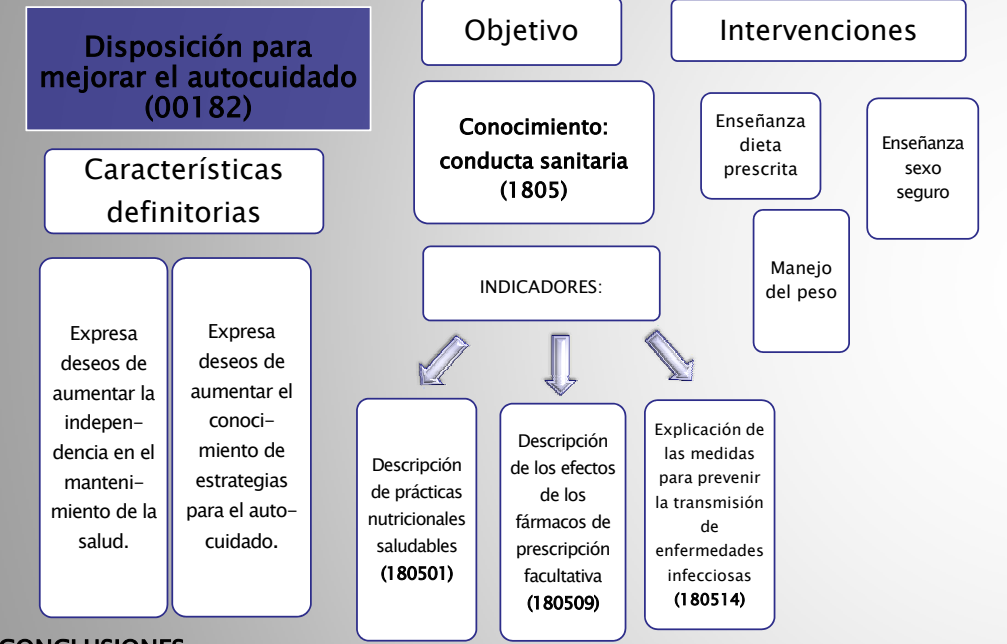 Disposición para
mejorar el autocuidado
(00182)
Características
definitorias
Expresa
deseos de
aumentar la
indepen-
dencia en el
manteni-
miento de la
salud.
Expresa
deseos de
aumentar el
conoci-
miento de
estrategias
para el auto-
cuidado.
Objetivo
Conocimiento:
conducta sanitaria
(1805)
INDICADORES:
Descripción
de prácticas
nutricionales
saludables
(180501)
Descripción
de los efectos
de los
fármacos de
prescripción
facultativa
(180509)
Explicación de
las medidas
para prevenir
la transmisión
de
enfermedades
infecciosas
(180514)
Intervenciones
Enseñanza
dieta
prescrita
Enseñanza
sexo
seguro
Manejo
del peso
CONCLUSIONES